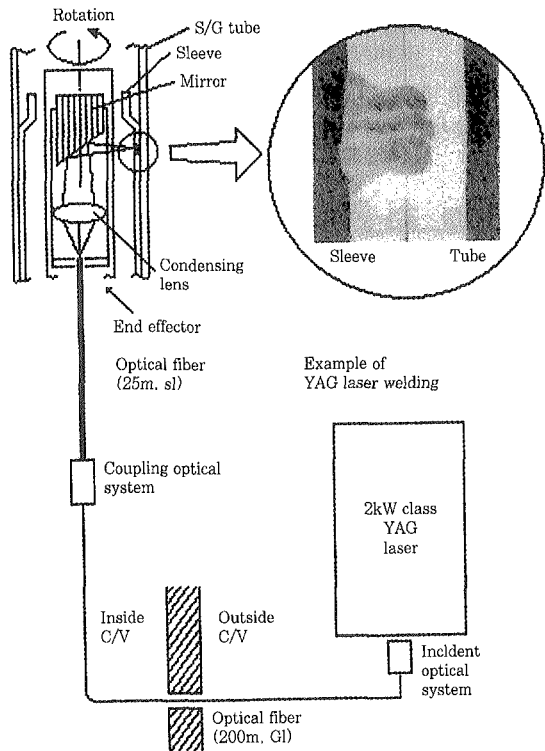 Rotation
S/G tube
Sleeve
Mirror
Sleeve
Tube
Condensing
lens
End effector
Optical fiber
(25m, sl)
Example of
YAG laser welding
Coupling optical
system
2kW class
YAG
laser
Inside
C/V
Outside
C/V
Incident
optical
system
Optical fiber
(200m, Gl)